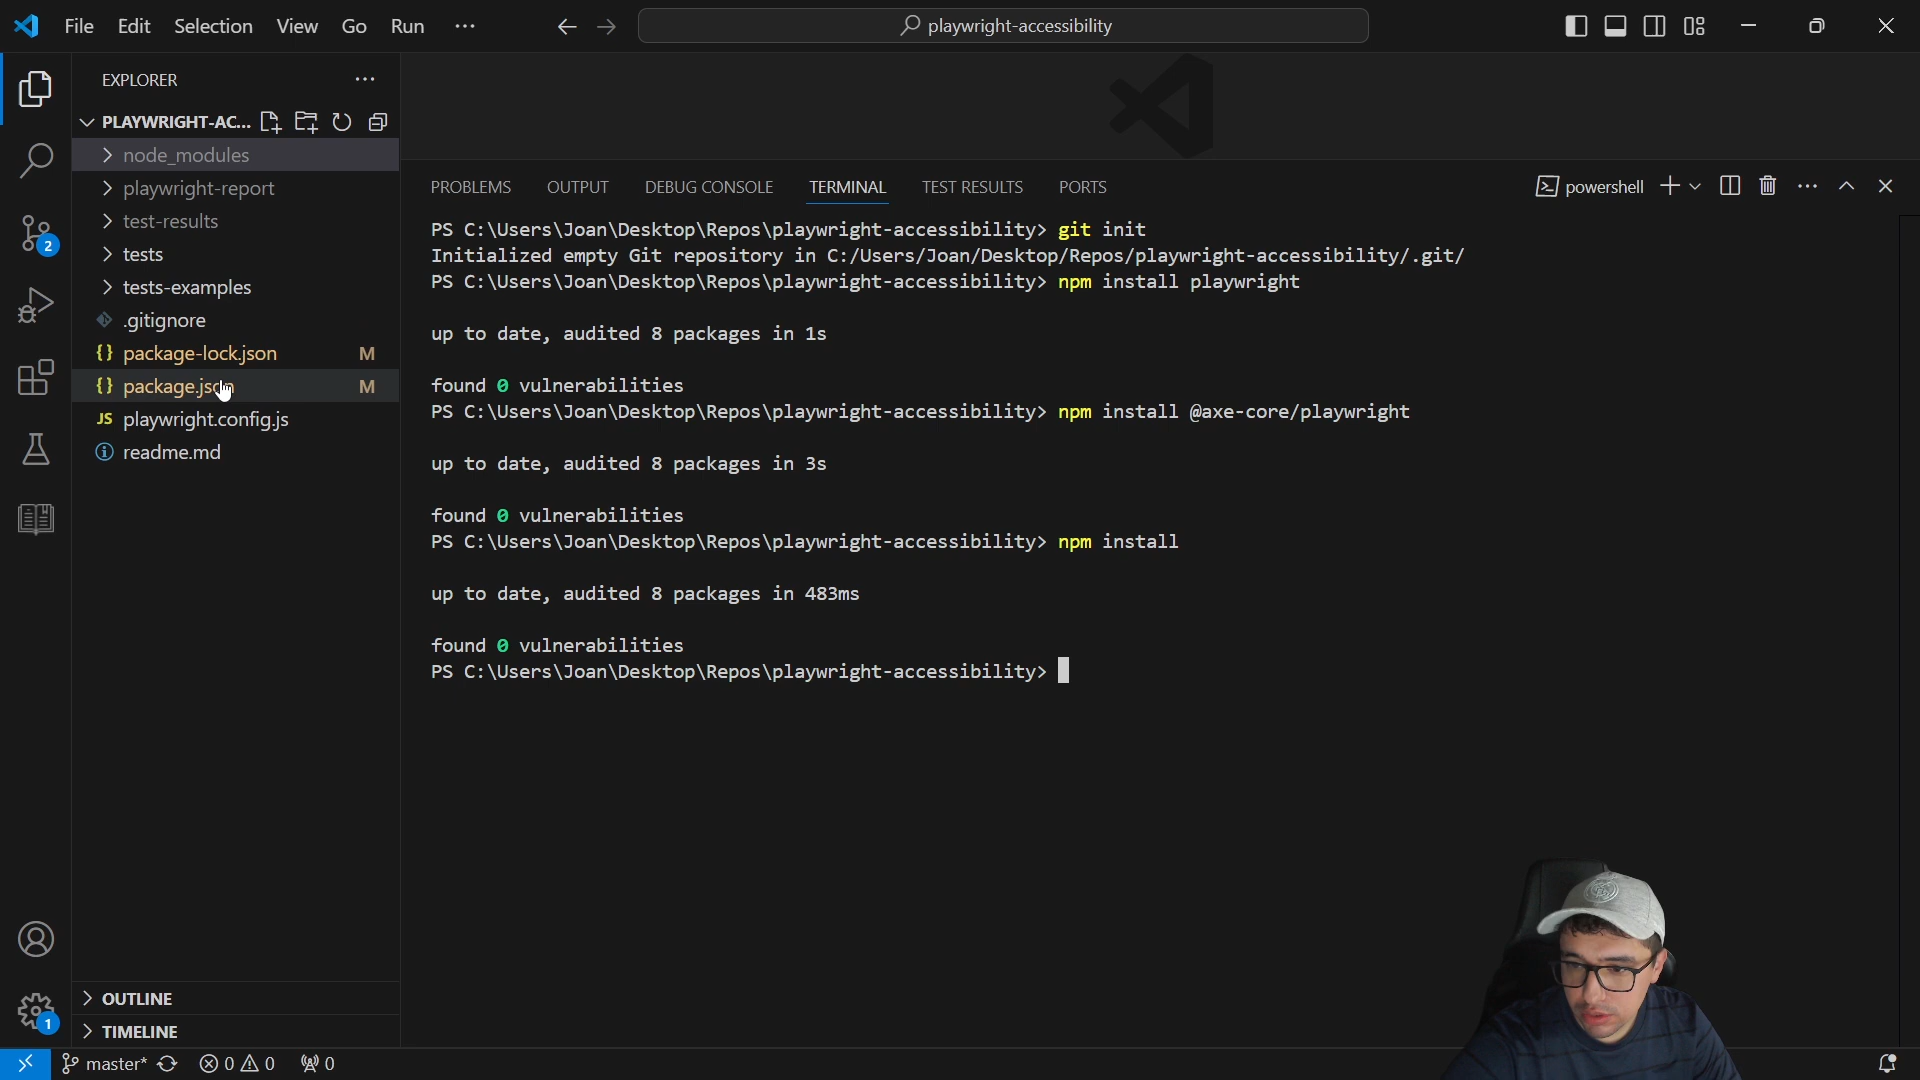 File Edit Selection View Go Run ···
playwright-accessibility
EXPLORER
PLAYWRIGHT-AC...
node_modules
playwright-report
test-results
tests
tests-examples
.gitignore
package-lock.json M
package.json M
JS playwright.config.js
readme.md
2
1
OUTLINE
TIMELINE
PROBLEMS OUTPUT DEBUG CONSOLE TERMINAL TEST RESULTS PORTS
powershell
PS C:\Users\Joan\Desktop\Repos\playwright-accessibility> git init
Initialized empty Git repository in C:/Users/Joan/Desktop/Repos/playwright-accessibility/.git/
PS C:\Users\Joan\Desktop\Repos\playwright-accessibility> npm install playwright
up to date, audited 8 packages in 1s
found 0 vulnerabilities
PS C:\Users\Joan\Desktop\Repos\playwright-accessibility> npm install @axe-core/playwright
up to date, audited 8 packages in 3s
found 0 vulnerabilities
PS C:\Users\Joan\Desktop\Repos\playwright-accessibility> npm install
up to date, audited 8 packages in 483ms
found 0 vulnerabilities
PS C:\Users\Joan\Desktop\Repos\playwright-accessibility>
master* 0 0 0